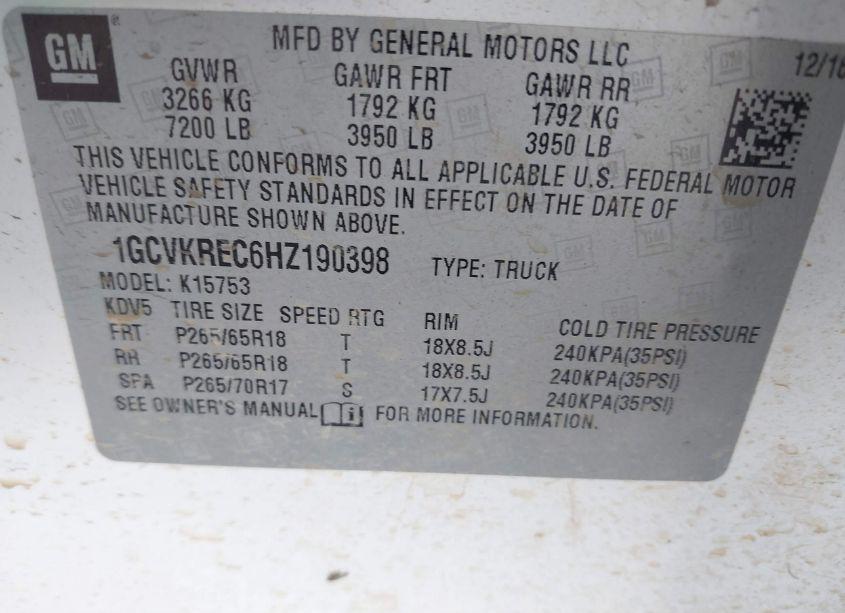 GM
MFD BY GENERAL MOTORS LLC
12/16
GVWR GAWR FRT GAWR RR
3266 KG 1792 KG 1792 KG
7200 LB 3950 LB 3950 LB
THIS VEHICLE CONFORMS TO ALL APPLICABLE U.S. FEDERAL MOTOR
VEHICLE SAFETY STANDARDS IN EFFECT ON THE DATE OF
MANUFACTURE SHOWN ABOVE.
1GCVKREC6HZ190398 TYPE: TRUCK
MODEL: K15753
KDV5 TIRE SIZE SPEED RTG RIM COLD TIRE PRESSURE
FRT P265/65R18 T 18X8.5J 240KPA(35PSI)
RH P265/65R18 T 18X8.5J 240KPA(35PSI)
SPA P265/70R17 S 17X7.5J 240KPA(35PSI)
SEE OWNER'S MANUAL FOR MORE INFORMATION.